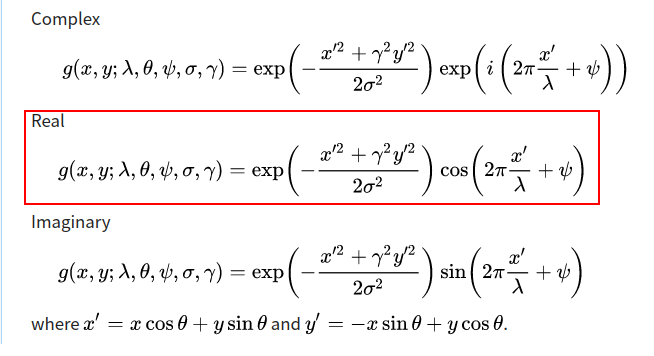 Complex
g(x, y; λ, θ, ψ, σ, γ) = exp(−(x′² + γ²y′²)/(2σ²)) exp(i(2π x′/λ + ψ))
Real
g(x, y; λ, θ, ψ, σ, γ) = exp(−(x′² + γ²y′²)/(2σ²)) cos(2π x′/λ + ψ)
Imaginary
g(x, y; λ, θ, ψ, σ, γ) = exp(−(x′² + γ²y′²)/(2σ²)) sin(2π x′/λ + ψ)
where x′ = x cos θ + y sin θ and y′ = −x sin θ + y cos θ.